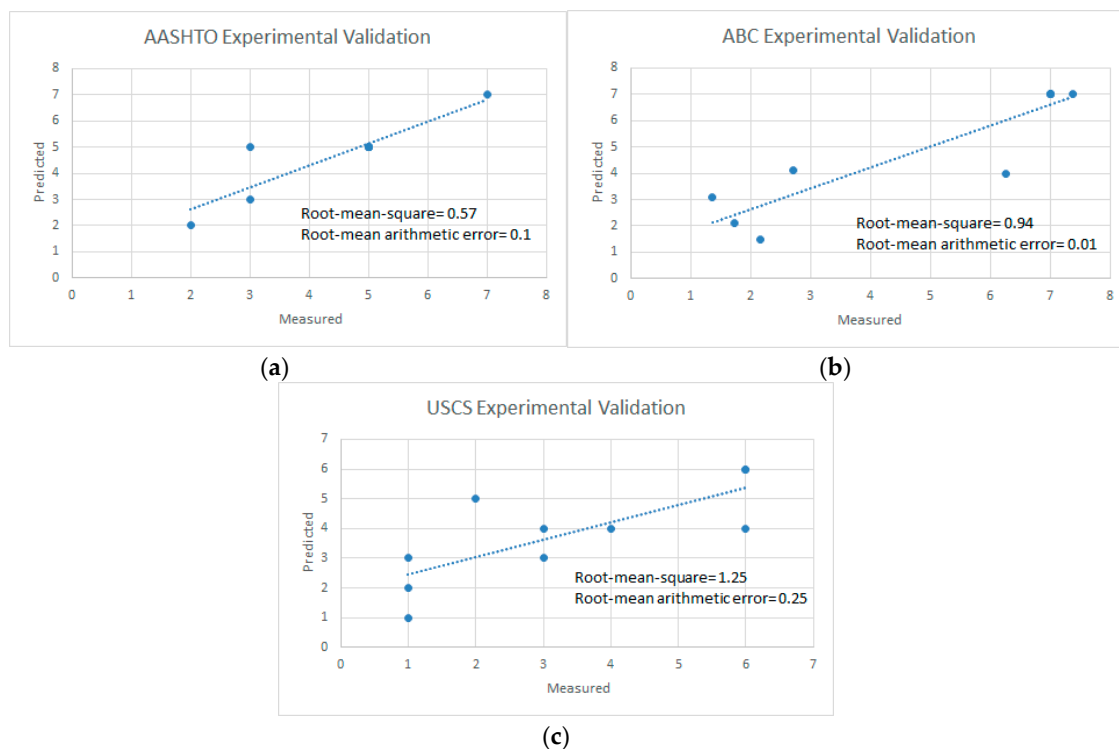 AASHTO Experimental Validation
8
7
6
5
4
3
2
1
0
Predicted
0 1 2 3 4 5 6 7 8
Measured
Root-mean-square= 0.57
Root-mean arithmetic error= 0.1
(a)
ABC Experimental Validation
8
7
6
5
4
3
2
1
0
Predicted
0 1 2 3 4 5 6 7 8
Measured
Root-mean-square= 0.94
Root-mean arithmetic error= 0.01
(b)
USCS Experimental Validation
7
6
5
4
3
2
1
0
Predicted
0 1 2 3 4 5 6 7
Measured
Root-mean-square= 1.25
Root-mean arithmetic error= 0.25
(c)